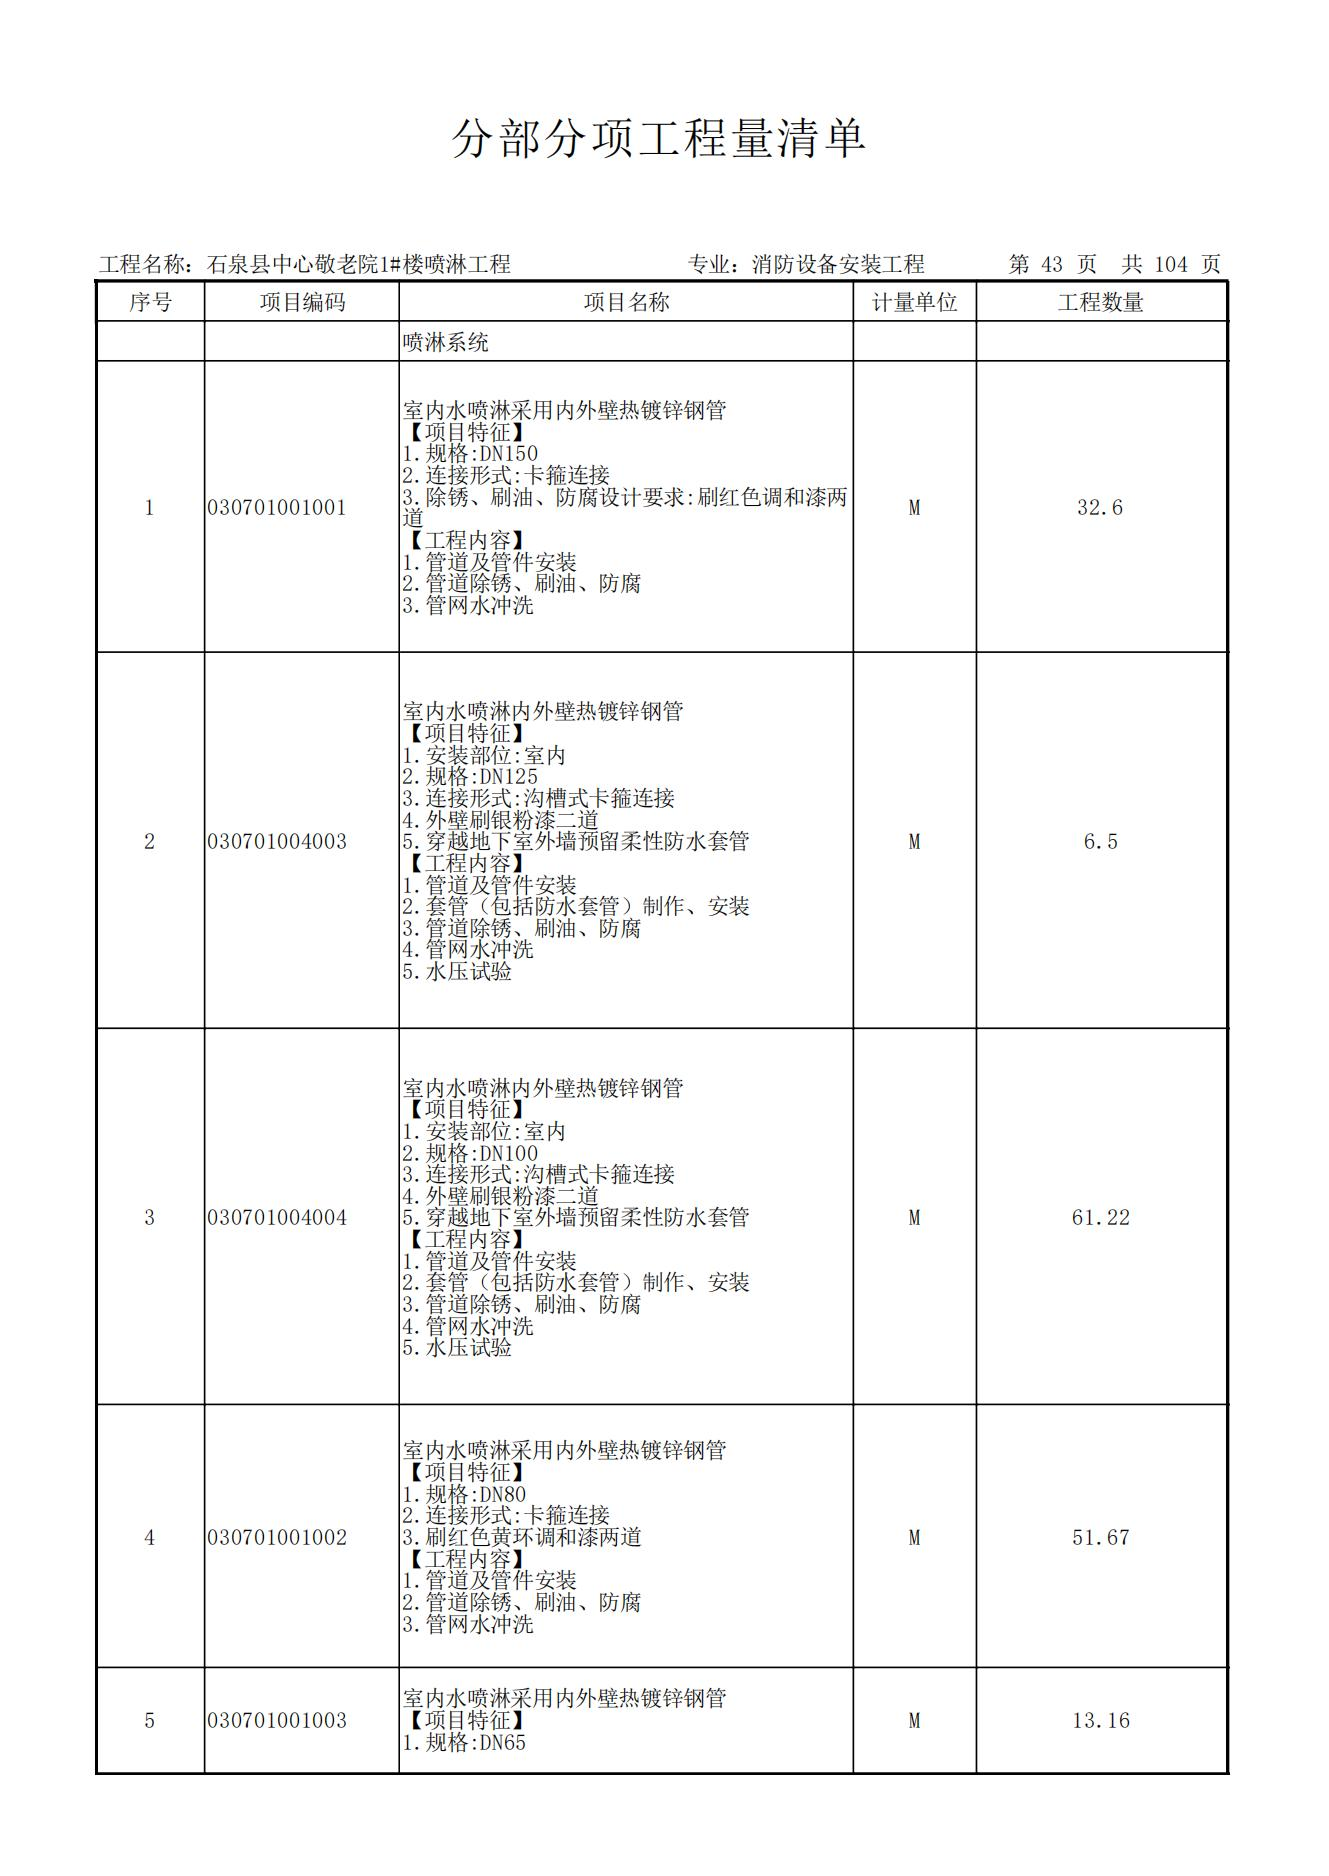 分部分项工程量清单
工程名称：石泉县中心敬老院1#楼喷淋工程 专业：消防设备安装工程 第 43 页 共 104 页
序号 项目编码 项目名称 计量单位 工程数量
喷淋系统
室内水喷淋采用内外壁热镀锌钢管
【项目特征】
1.规格:DN150
2.连接形式:卡箍连接
3.除锈、刷油、防腐设计要求:刷红色调和漆两
1 030701001001 M 32.6
道
【工程内容】
1.管道及管件安装
2.管道除锈、刷油、防腐
3.管网水冲洗
室内水喷淋内外壁热镀锌钢管
【项目特征】
1.安装部位:室内
2.规格:DN125
3.连接形式:沟槽式卡箍连接
4.外壁刷银粉漆二道
2 030701004003 5.穿越地下室外墙预留柔性防水套管 M 6.5
【工程内容】
1.管道及管件安装
2.套管（包括防水套管）制作、安装
3.管道除锈、刷油、防腐
4.管网水冲洗
5.水压试验
室内水喷淋内外壁热镀锌钢管
【项目特征】
1.安装部位:室内
2.规格:DN100
3.连接形式:沟槽式卡箍连接
4.外壁刷银粉漆二道
3 030701004004 5.穿越地下室外墙预留柔性防水套管 M 61.22
【工程内容】
1.管道及管件安装
2.套管（包括防水套管）制作、安装
3.管道除锈、刷油、防腐
4.管网水冲洗
5.水压试验
室内水喷淋采用内外壁热镀锌钢管
【项目特征】
1.规格:DN80
2.连接形式:卡箍连接
4 030701001002 3.刷红色黄环调和漆两道 M 51.67
【工程内容】
1.管道及管件安装
2.管道除锈、刷油、防腐
3.管网水冲洗
室内水喷淋采用内外壁热镀锌钢管
5 030701001003 【项目特征】 M 13.16
1.规格:DN65